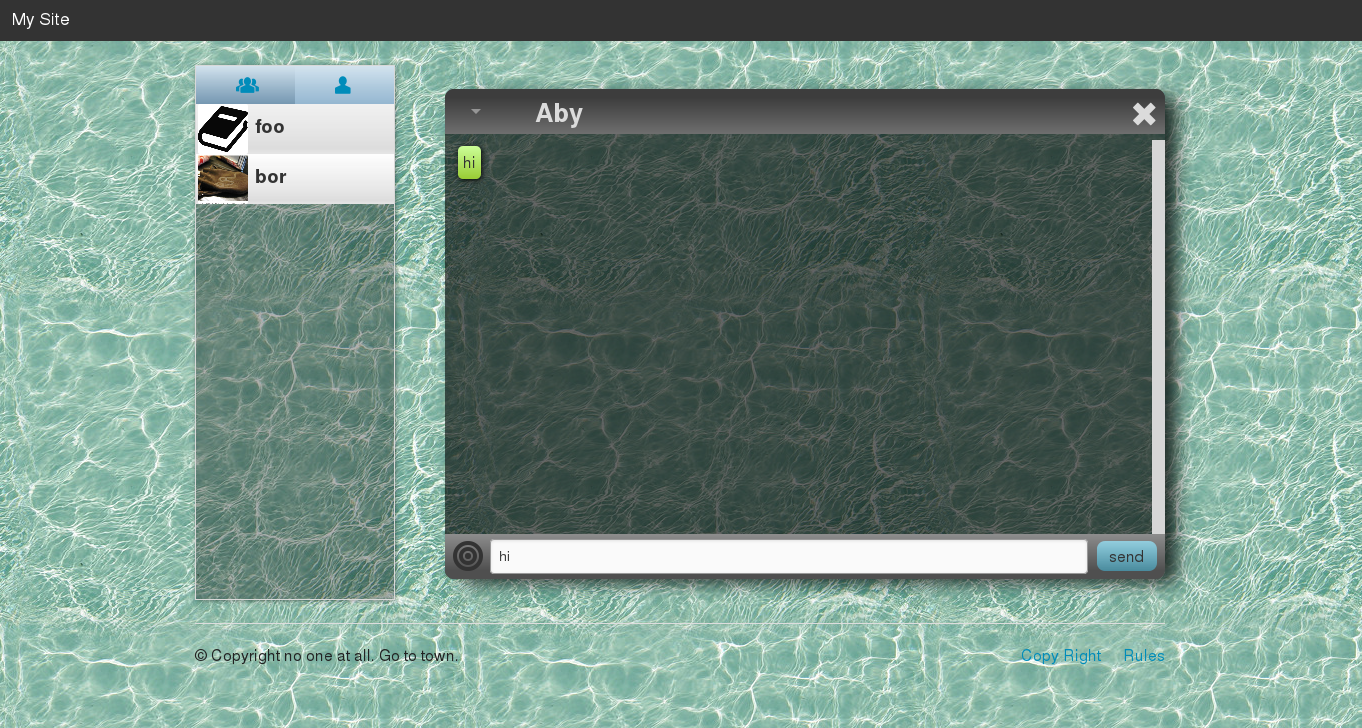 My Site
foo
bor
Aby
hi
hi
send
© Copyright no one at all. Go to town.
Copy Right Rules